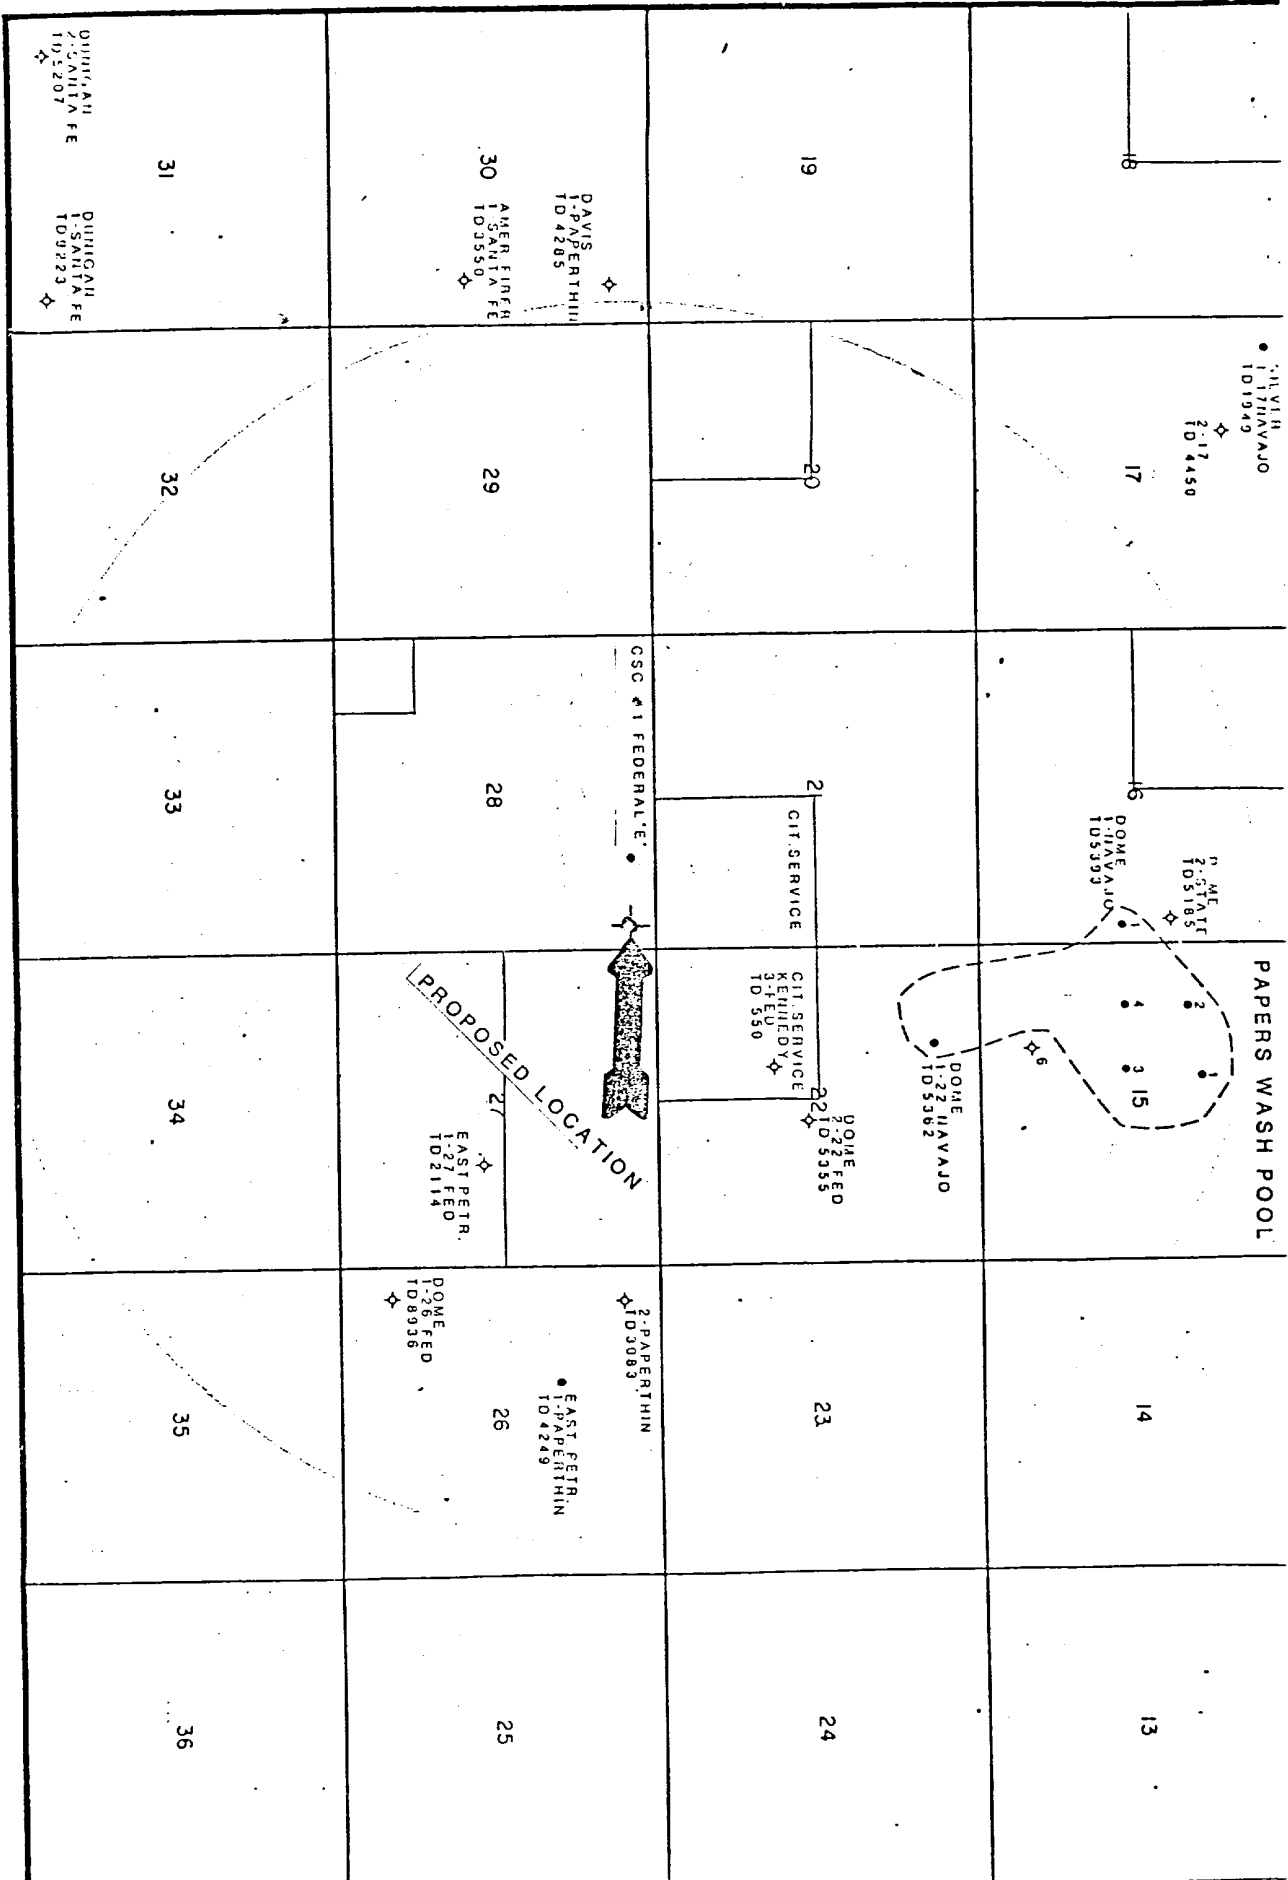 PAPERS WASH POOL
1-17 NAVAJO
TD 1949
2-17
TD 4450
2-STATE
TD 5185
DOME
1-NAVAJO
TD 5393
18
17
16
15
14
13
1
2
3
4
1
6
DOME
1-22 NAVAJO
TD 5362
DOME
2-22 FED
TD 5355
19
20
21
22
23
24
CIT. SERVICE
CIT. SERVICE
KENNEDY
3-FED
TD 550
CSC #1 FEDERAL "E"
PROPOSED LOCATION
2-PAPERTHIN
TD 3083
DAVIS
1-PAPERTHIN
TD 4285
EAST PETR.
1-PAPERTHIN
TD 4249
30
29
28
27
26
25
AMER FIBER
1 SANTA FE
TD 3550
EAST PETR.
1-27 FED
TD 2114
DOME
1-26 FED
TD 8936
31
32
33
34
35
36
DUNIGAN
2-SANTA FE
TD 5207
DUNIGAN
1-SANTA FE
TD 9223